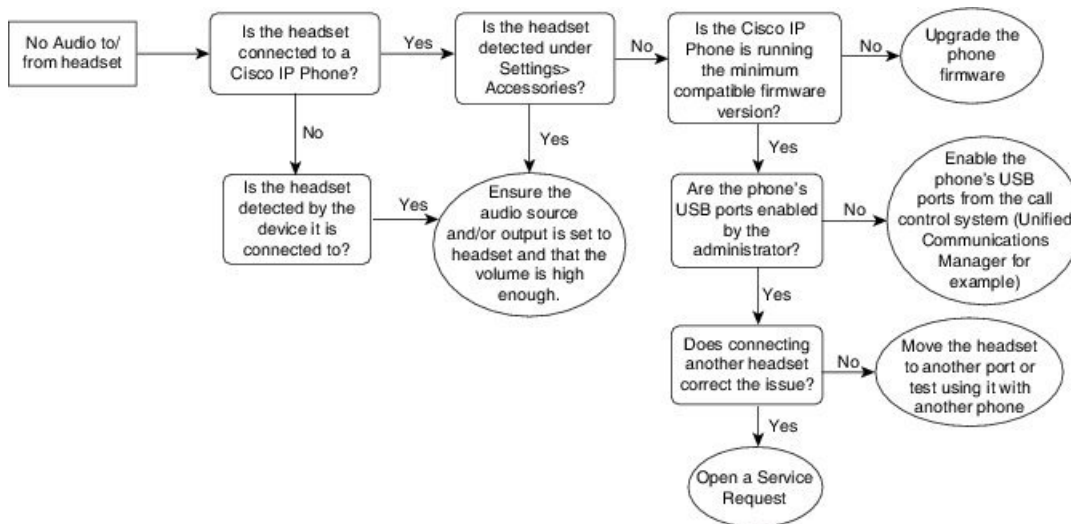 No Audio to/
from headset
Is the headset
connected to a
Cisco IP Phone?
Yes
Is the headset
detected under
Settings>
Accessories?
No
Is the Cisco IP
Phone is running
the minimum
compatible firmware
version?
No
Upgrade the
phone
firmware
No
Yes
Yes
Is the headset
detected by the
device it is
connected to?
Yes
Ensure the
audio source
and/or output is set to
headset and that the
volume is high
enough.
Are the phone's
USB ports enabled
by the
administrator?
No
Enable the
phone's USB
ports from the call
control system (Unified
Communications
Manager for
example)
Yes
Does connecting
another headset
correct the issue?
No
Move the headset
to another port or
test using it with
another phone
Yes
Open a Service
Request